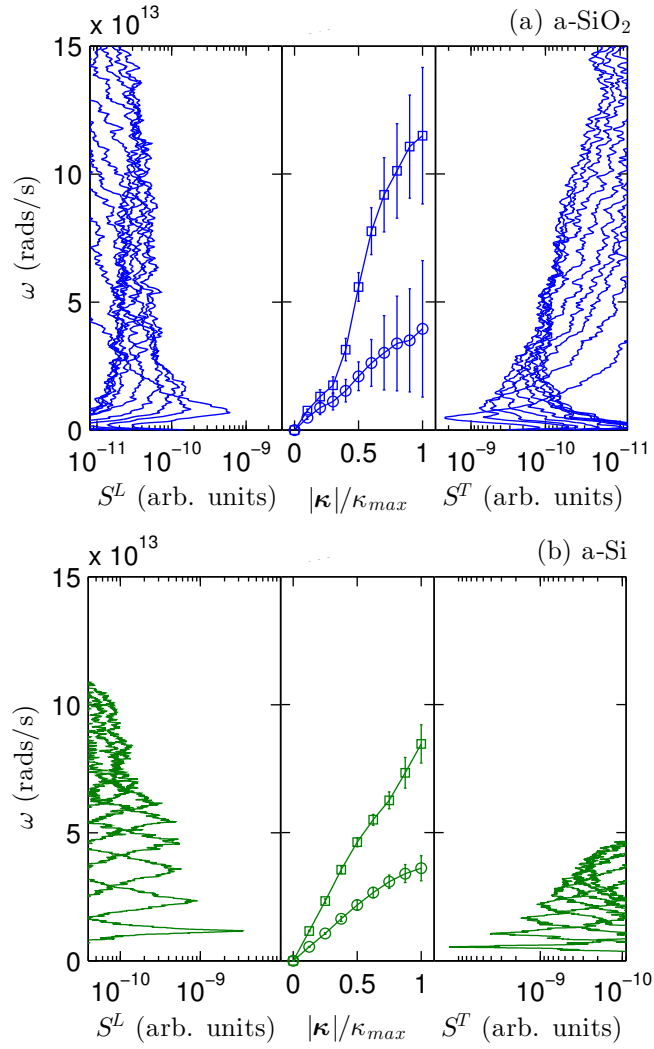 x 10^13
(a) a-SiO₂
15
10
5
0
ω (rads/s)
10^-11 10^-10 10^-9
0 0.5 1
10^-9 10^-10 10^-11
S^L (arb. units)
|κ|/κ_max
S^T (arb. units)
x 10^13
(b) a-Si
15
10
5
0
ω (rads/s)
10^-10 10^-9
0 0.5 1
10^-9 10^-10
S^L (arb. units)
|κ|/κ_max
S^T (arb. units)